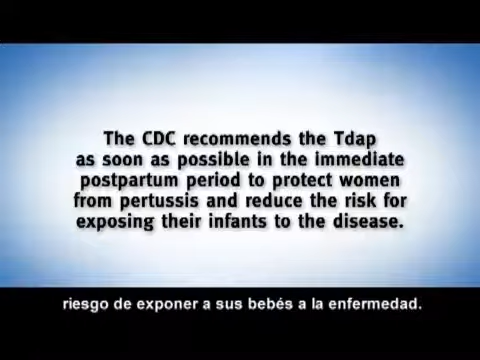 The CDC recommends the Tdap
as soon as possible in the immediate
postpartum period to protect women
from pertussis and reduce the risk for
exposing their infants to the disease.
riesgo de exponer a sus bebés a la enfermedad.